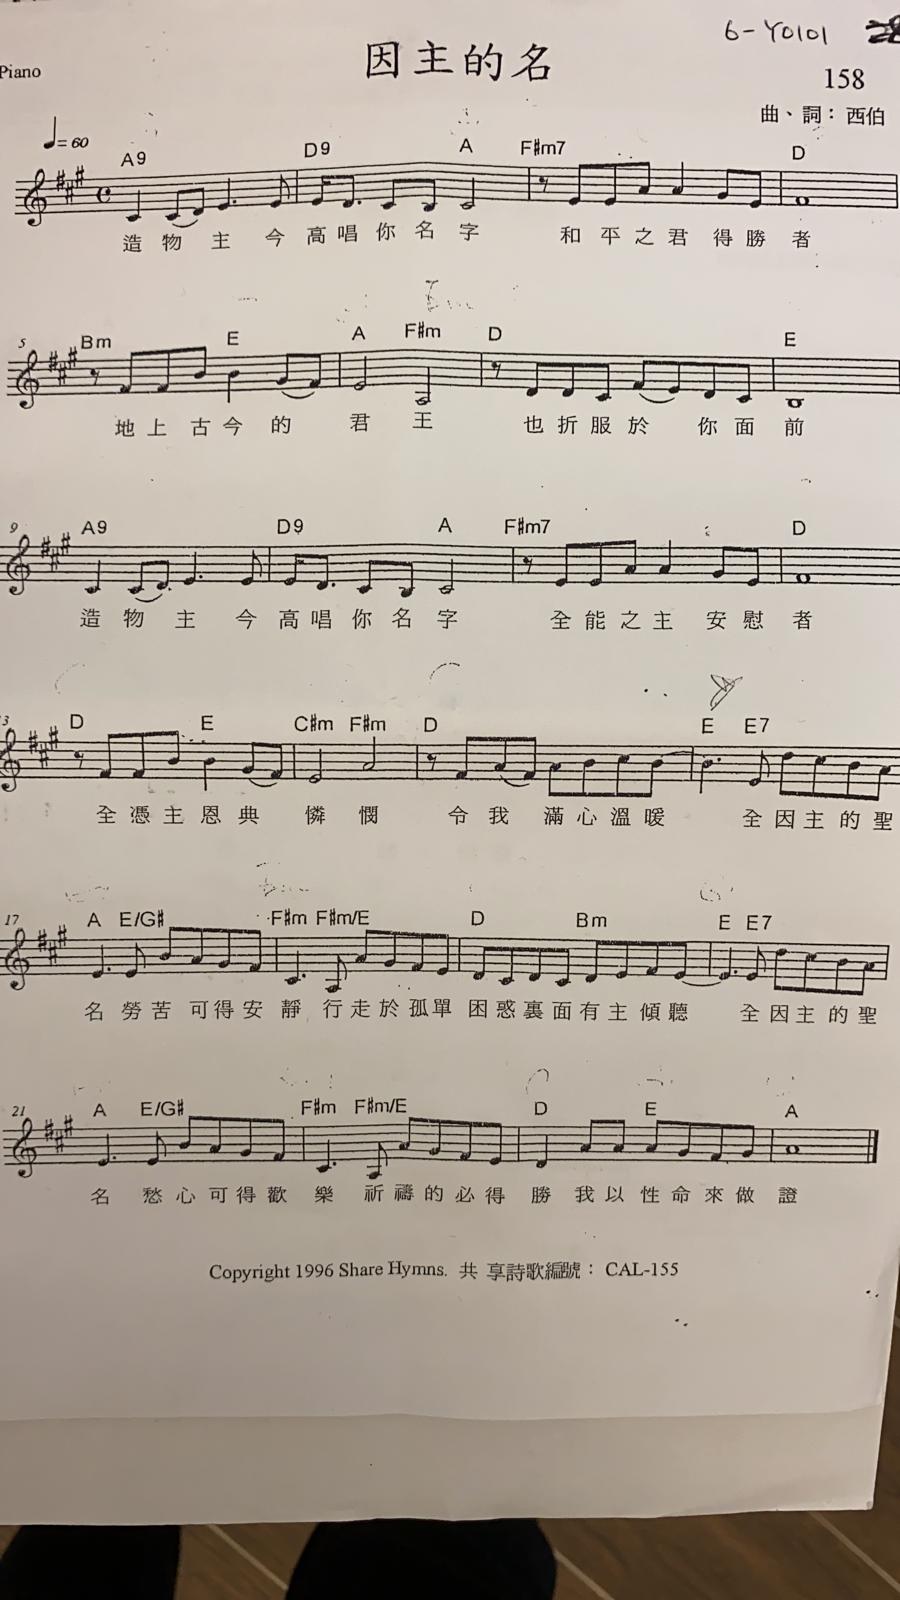 6-Y0101
因主的名
Piano
158
曲、詞：西伯
♩= 60
A9 D9 A F#m7 D
造 物 主 今 高 唱 你 名 字 和 平 之 君 得 勝 者
5
Bm E A F#m D E
地 上 古 今 的 君 王 也 折 服 於 你 面 前
9
A9 D9 A F#m7 D
造 物 主 今 高 唱 你 名 字 全 能 之 主 安 慰 者
D E C#m F#m D E E7
全 憑 主 恩 典 憐 憫 令 我 滿 心 溫 暖 全 因 主 的 聖
17
A E/G# F#m F#m/E D Bm E E7
名 勞 苦 可 得 安 靜 行 走 於 孤 單 困 惑 裏 面 有 主 傾 聽 全 因 主 的 聖
21
A E/G# F#m F#m/E D E A
名 愁 心 可 得 歡 樂 祈 禱 的 必 得 勝 我 以 性 命 來 做 證
Copyright 1996 Share Hymns. 共 享詩歌編號： CAL-155